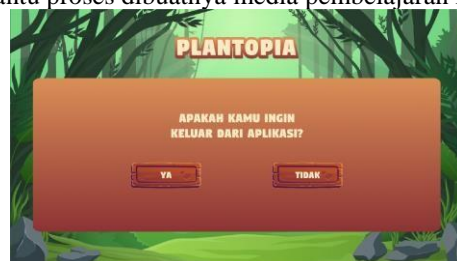 proses dibuatnya media pembelajaran
PLANTOPIA
APAKAH KAMU INGIN
KELUAR DARI APLIKASI?
YA
TIDAK